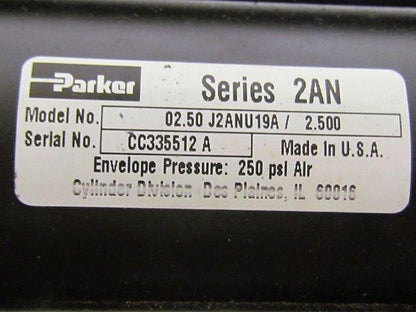 Parker Series 2AN
Model No. 02.50 J2ANU19A / 2.500
Serial No. CC335512 A Made In U.S.A.
Envelope Pressure: 250 psi Air
Cylinder Division Des Plaines, IL 60016